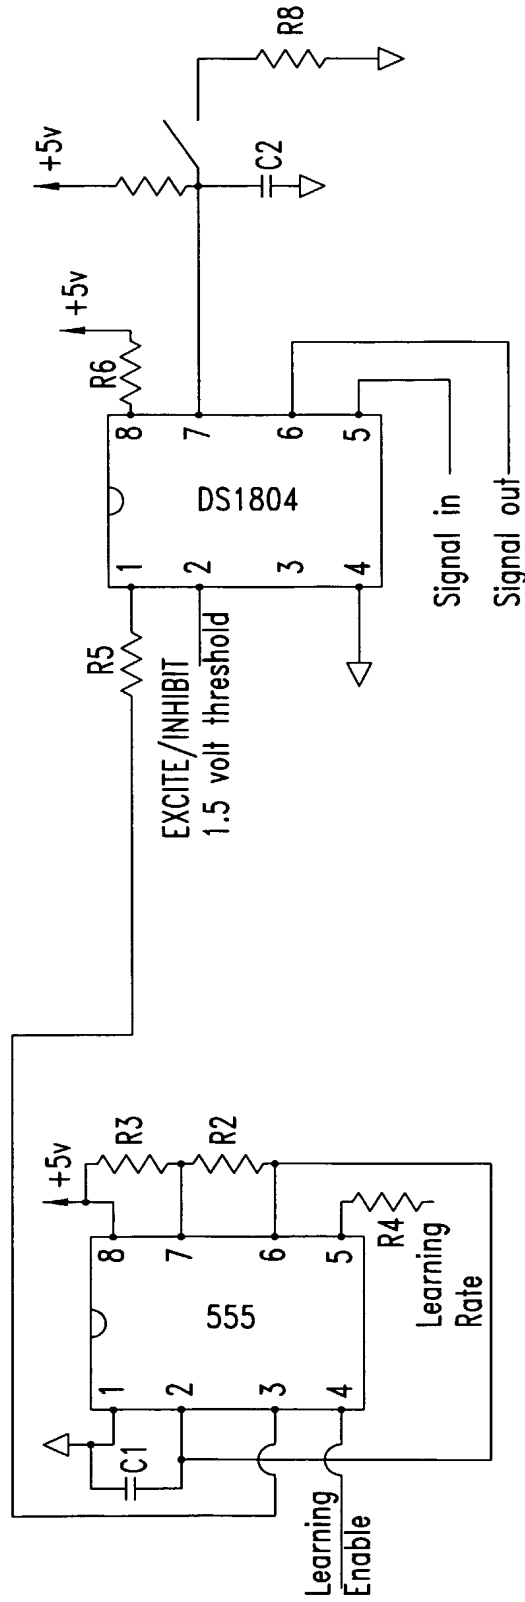 +5v
R3
R2
8
7
6
5
R4
Learning
Rate
555
1
2
3
4
C1
Learning
Enable
R5
EXCITE/INHIBIT
1.5 volt threshold
1
2
3
4
DS1804
8
7
6
5
R6
+5v
+5v
C2
R8
Signal in
Signal out